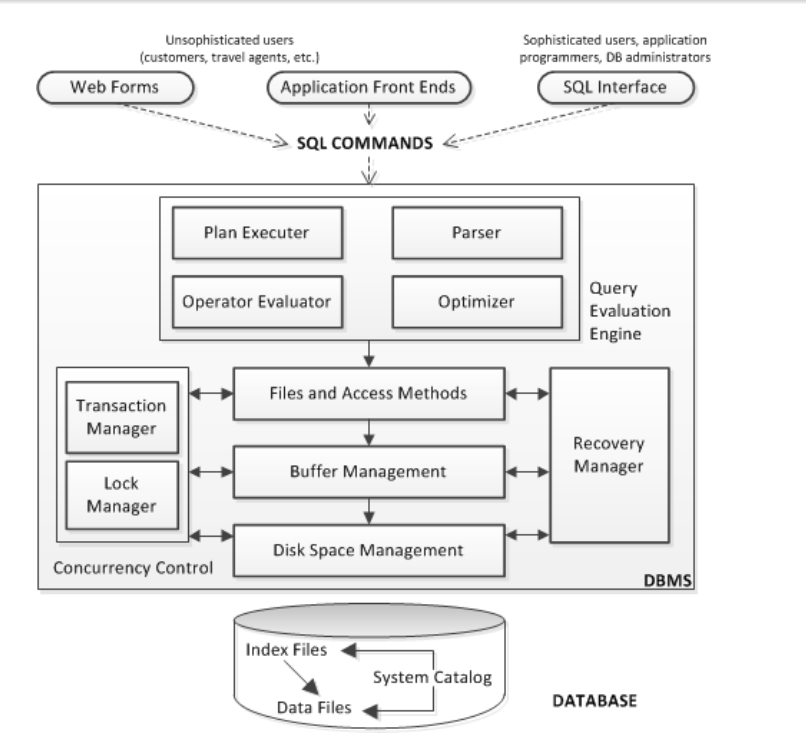 Unsophisticated users
(customers, travel agents, etc.)
Sophisticated users, application
programmers, DB administrators
Web Forms
Application Front Ends
SQL Interface
SQL COMMANDS
Plan Executer
Parser
Operator Evaluator
Optimizer
Query
Evaluation
Engine
Transaction
Manager
Lock
Manager
Concurrency Control
Files and Access Methods
Buffer Management
Disk Space Management
Recovery
Manager
DBMS
Index Files
System Catalog
Data Files
DATABASE